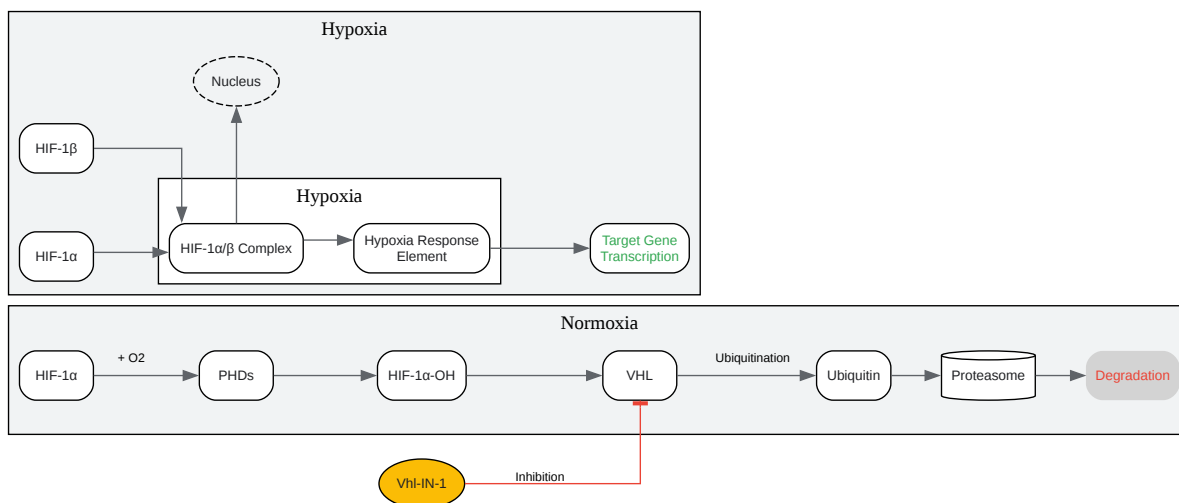 Hypoxia
Nucleus
HIF-1β
Hypoxia
HIF-1α
HIF-1α/β Complex
Hypoxia Response
Element
Target Gene
Transcription
Normoxia
HIF-1α
+ O2
PHDs
HIF-1α-OH
VHL
Ubiquitination
Ubiquitin
Proteasome
Degradation
Vhl-IN-1
Inhibition